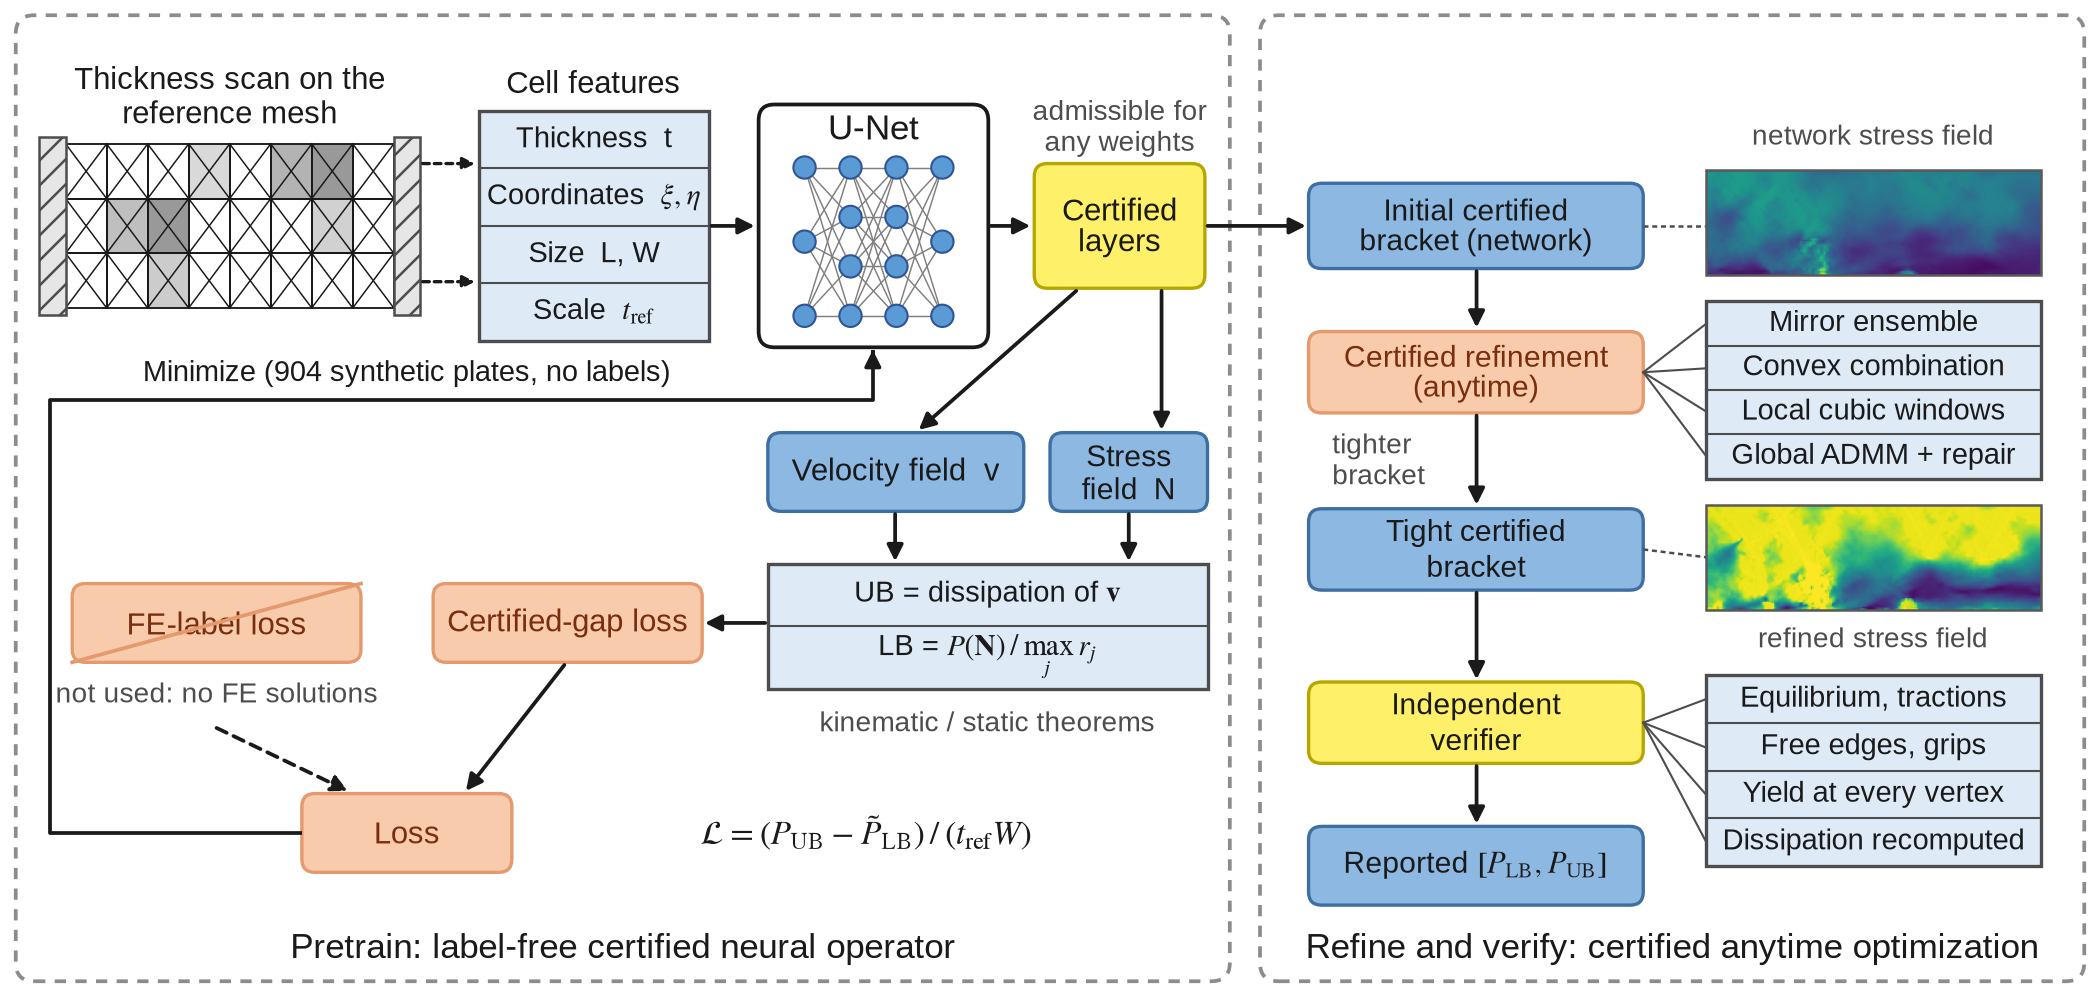 Thickness scan on the
reference mesh
Cell features
Thickness t
Coordinates ξ, η
Size L, W
Scale t_ref
U-Net
admissible for
any weights
Certified
layers
Minimize (904 synthetic plates, no labels)
Velocity field v
Stress
field N
UB = dissipation of v
LB = P(N) / max_j r_j
kinematic / static theorems
FE-label loss
not used: no FE solutions
Certified-gap loss
Loss
ℒ = (P_UB − P̃_LB) / (t_ref W)
Pretrain: label-free certified neural operator
network stress field
Initial certified
bracket (network)
Certified refinement
(anytime)
Mirror ensemble
Convex combination
Local cubic windows
Global ADMM + repair
tighter
bracket
Tight certified
bracket
refined stress field
Independent
verifier
Equilibrium, tractions
Free edges, grips
Yield at every vertex
Dissipation recomputed
Reported [P_LB, P_UB]
Refine and verify: certified anytime optimization